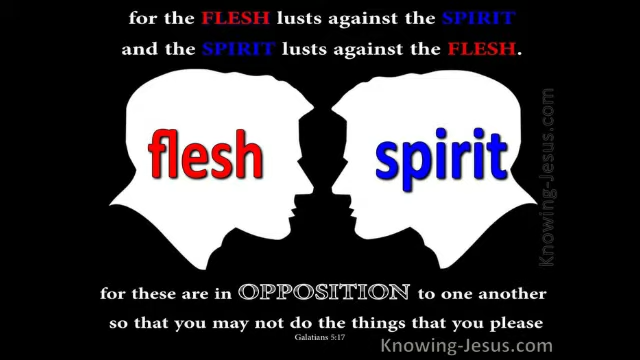 for the FLESH lusts against the SPIRIT
and the SPIRIT lusts against the FLESH.
flesh
spirit
Knowing-Jesus.com
for these are in OPPOSITION to one another
so that you may not do the things that you please
Galatians 5:17
Knowing-Jesus.com